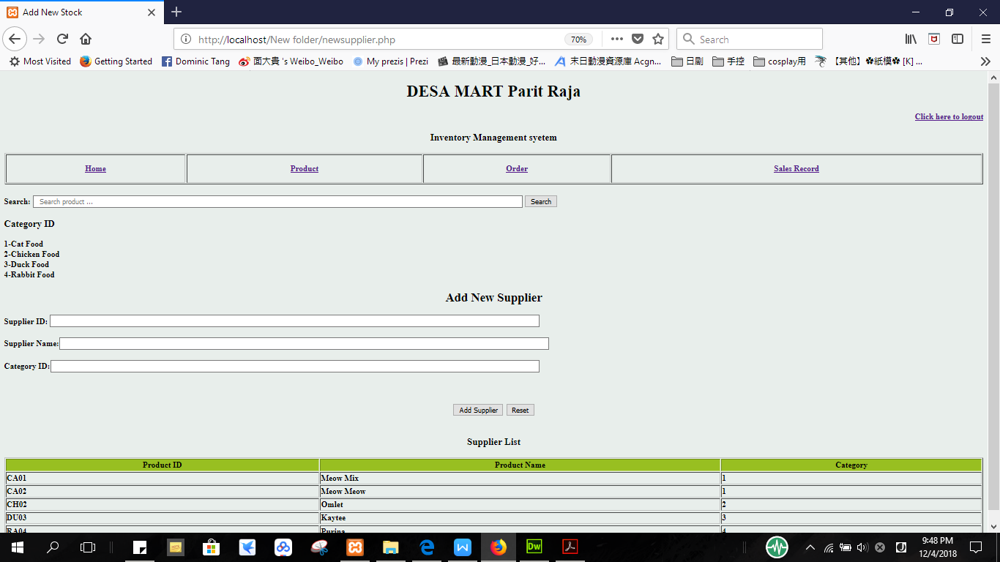 Add New Stock
http://localhost/New folder/newsupplier.php
70%
Search
Most Visited
Getting Started
Dominic Tang
面大貴 's Weibo_Weibo
My prezis | Prezi
最新動漫_日本動漫_好...
末日動漫資源庫 Acgn...
日剧
手控
cosplay用
【其他】✿紙模✿ [K] ...
DESA MART Parit Raja
Click here to logout
Inventory Management syetem
Home Product Order Sales Record
Search: Search product ... Search
Category ID
1-Cat Food
2-Chicken Food
3-Duck Food
4-Rabbit Food
Add New Supplier
Supplier ID:
Supplier Name:
Category ID:
Add Supplier Reset
Supplier List
Product ID Product Name Category
CA01 Meow Mix 1
CA02 Meow Meow 1
CH02 Omlet 2
DU03 Kaytee 3
RA04 Purina 4
Dw
9:48 PM
12/4/2018